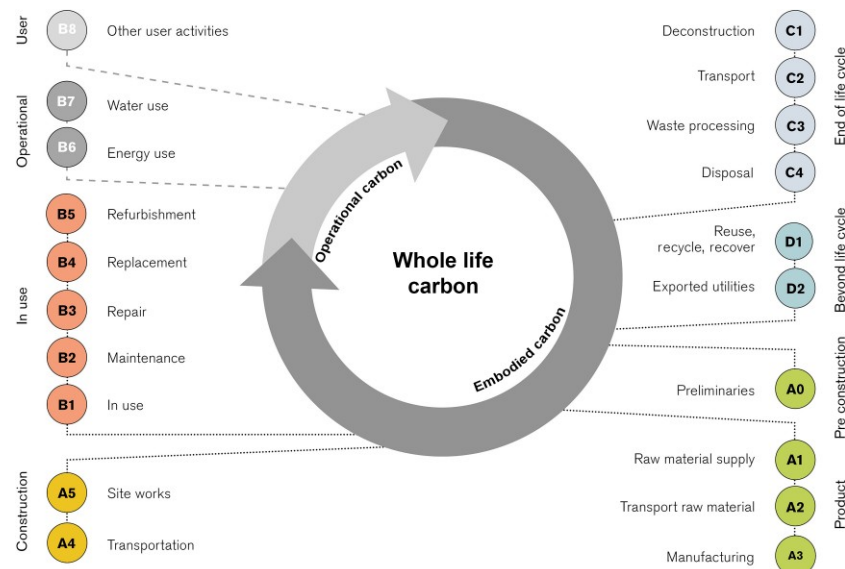 User
B8
Other user activities
Operational
B7
Water use
B6
Energy use
In use
B5
Refurbishment
B4
Replacement
B3
Repair
B2
Maintenance
B1
In use
Construction
A5
Site works
A4
Transportation
Operational carbon
Whole life
carbon
Embodied carbon
Deconstruction
C1
Transport
C2
Waste processing
C3
Disposal
C4
End of life cycle
Reuse,
recycle, recover
D1
Exported utilities
D2
Beyond life cycle
Preliminaries
A0
Pre construction
Raw material supply
A1
Transport raw material
A2
Manufacturing
A3
Product